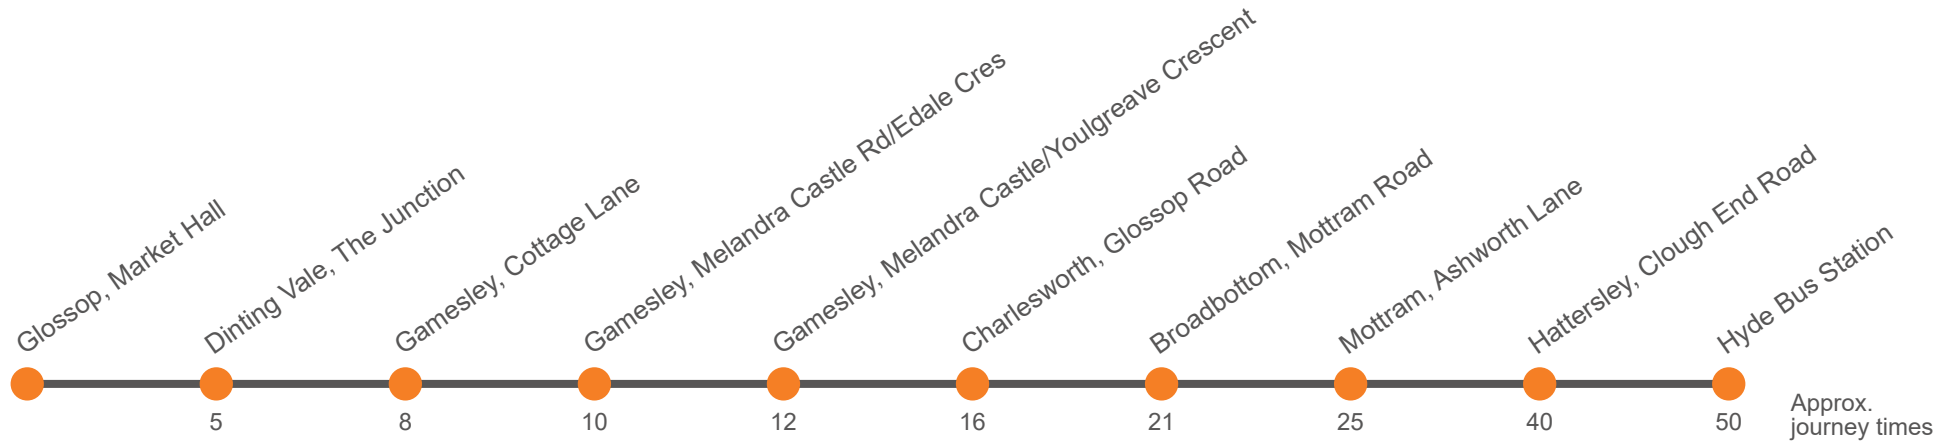 Glossop, Market Hall
Dinting Vale, The Junction
Gamesley, Cottage Lane
Gamesley, Melandra Castle Rd/Edale Cres
Gamesley, Melandra Castle/Youlgreave Crescent
Charlesworth, Glossop Road
Broadbottom, Mottram Road
Mottram, Ashworth Lane
Hattersley, Clough End Road
Hyde Bus Station
5 8 10 12 16 21 25 40 50
Approx.
journey times